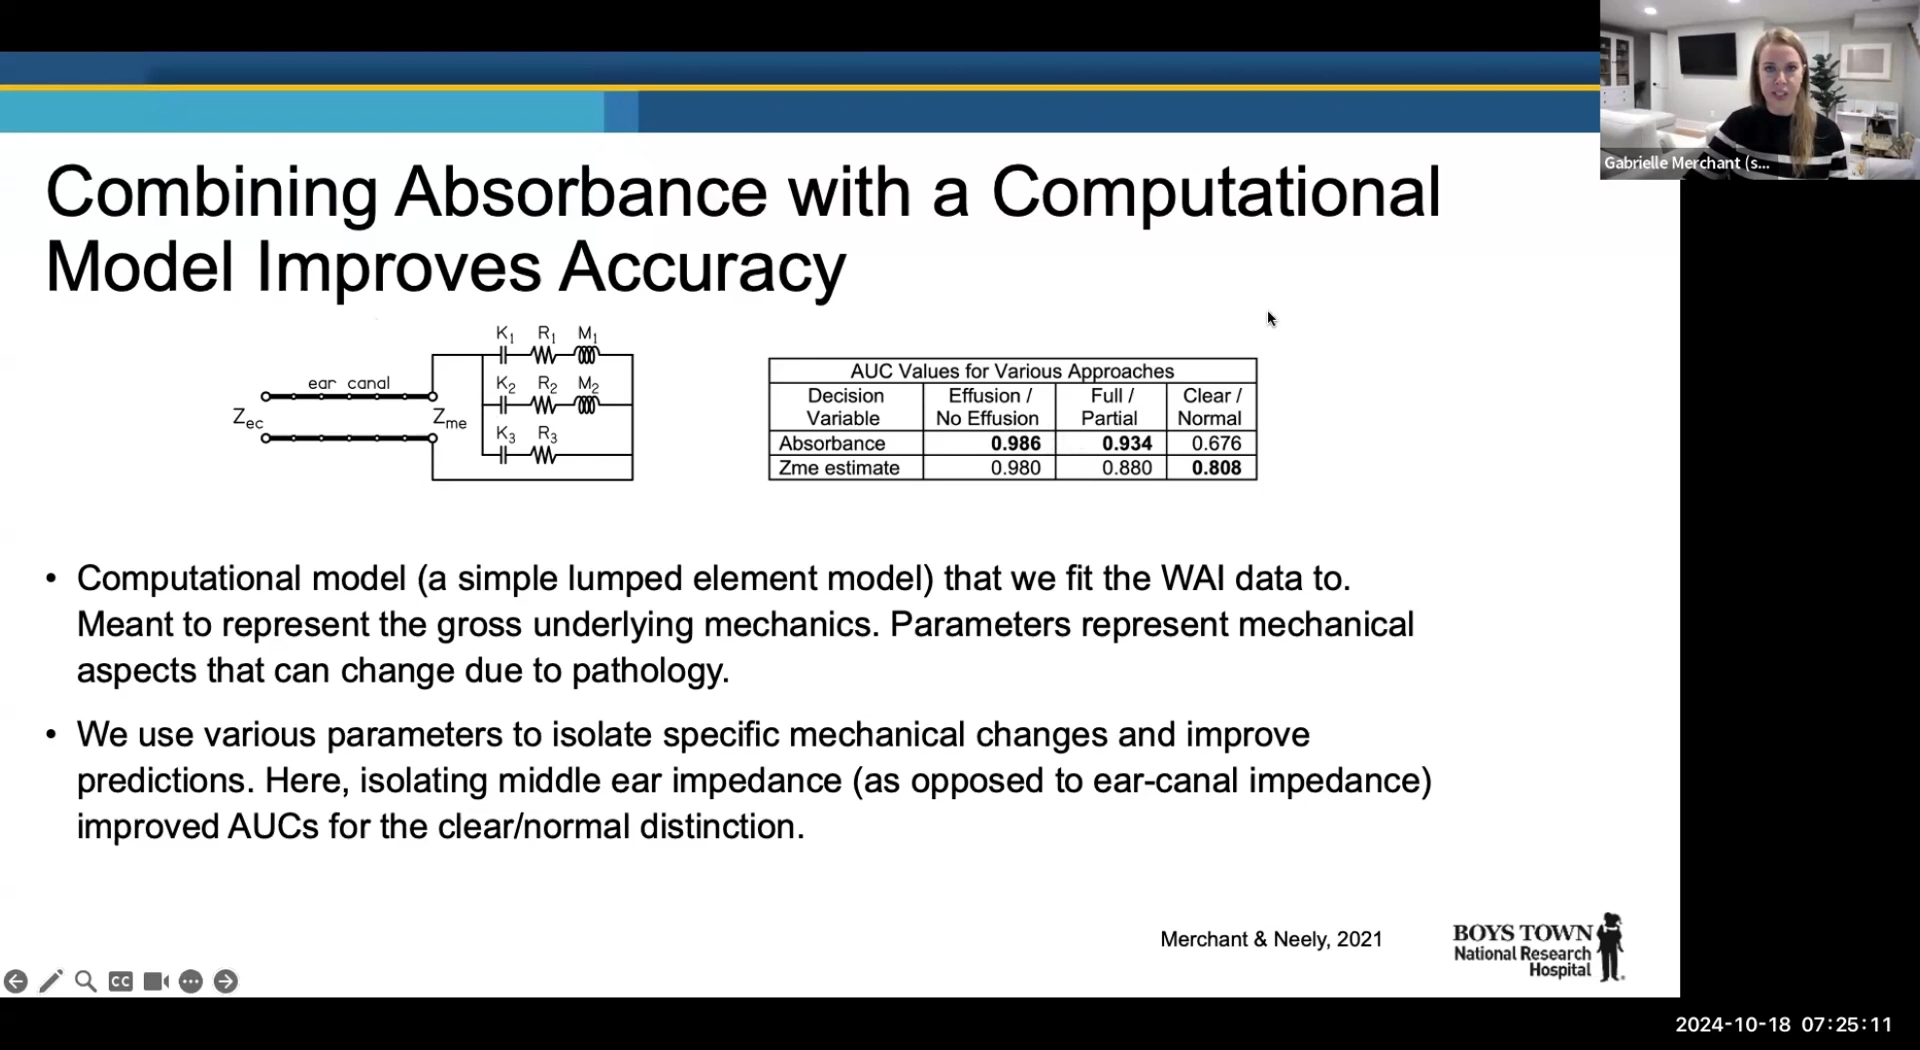 Gabrielle Merchant (s...
Combining Absorbance with a Computational
Model Improves Accuracy
K1 R1 M1
ear canal
K2 R2 M2
Zec
Zme
K3 R3
AUC Values for Various Approaches
Decision Variable Effusion / No Effusion Full / Partial Clear / Normal
Absorbance 0.986 0.934 0.676
Zme estimate 0.980 0.880 0.808
• Computational model (a simple lumped element model) that we fit the WAI data to.
Meant to represent the gross underlying mechanics. Parameters represent mechanical
aspects that can change due to pathology.
• We use various parameters to isolate specific mechanical changes and improve
predictions. Here, isolating middle ear impedance (as opposed to ear-canal impedance)
improved AUCs for the clear/normal distinction.
Merchant & Neely, 2021
BOYS TOWN
National Research
Hospital
CC
2024-10-18 07:25:11